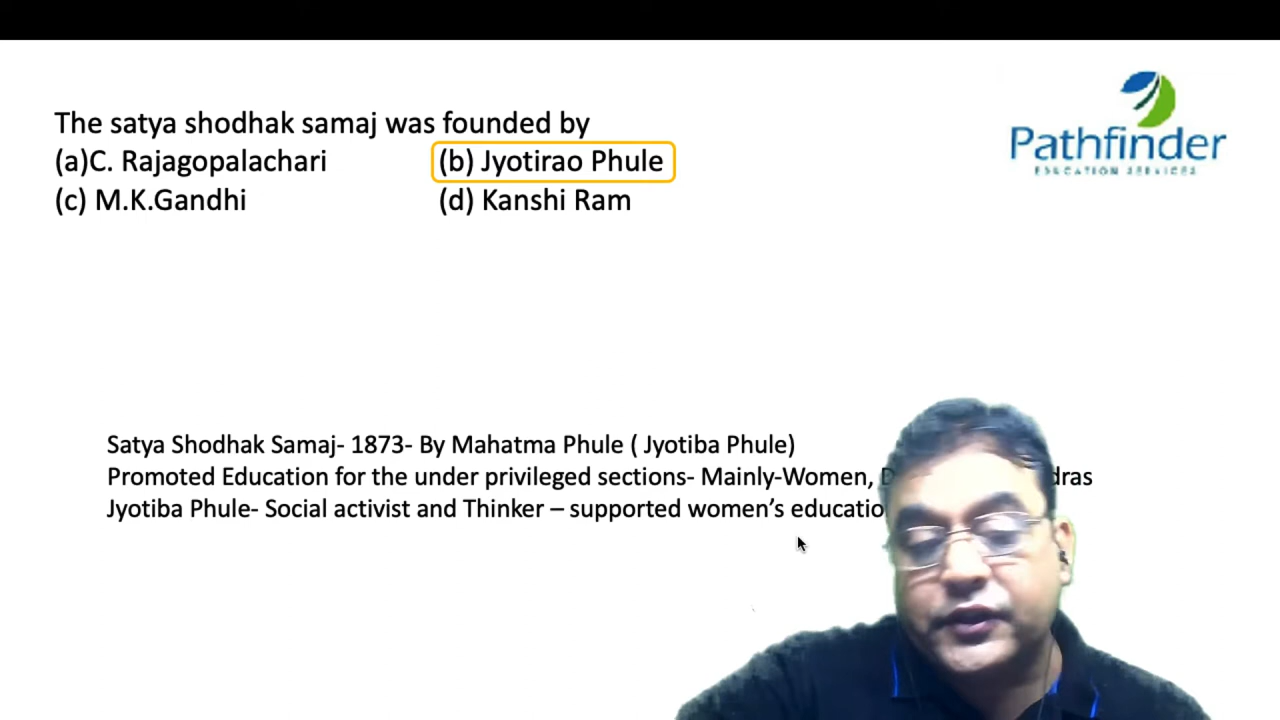 The satya shodhak samaj was founded by
(a)C. Rajagopalachari (b) Jyotirao Phule
(c) M.K.Gandhi (d) Kanshi Ram
Pathfinder
EDUCATION SERVICES
Satya Shodhak Samaj- 1873- By Mahatma Phule ( Jyotiba Phule)
Promoted Education for the under privileged sections- Mainly-Women,
Jyotiba Phule- Social activist and Thinker – supported women’s